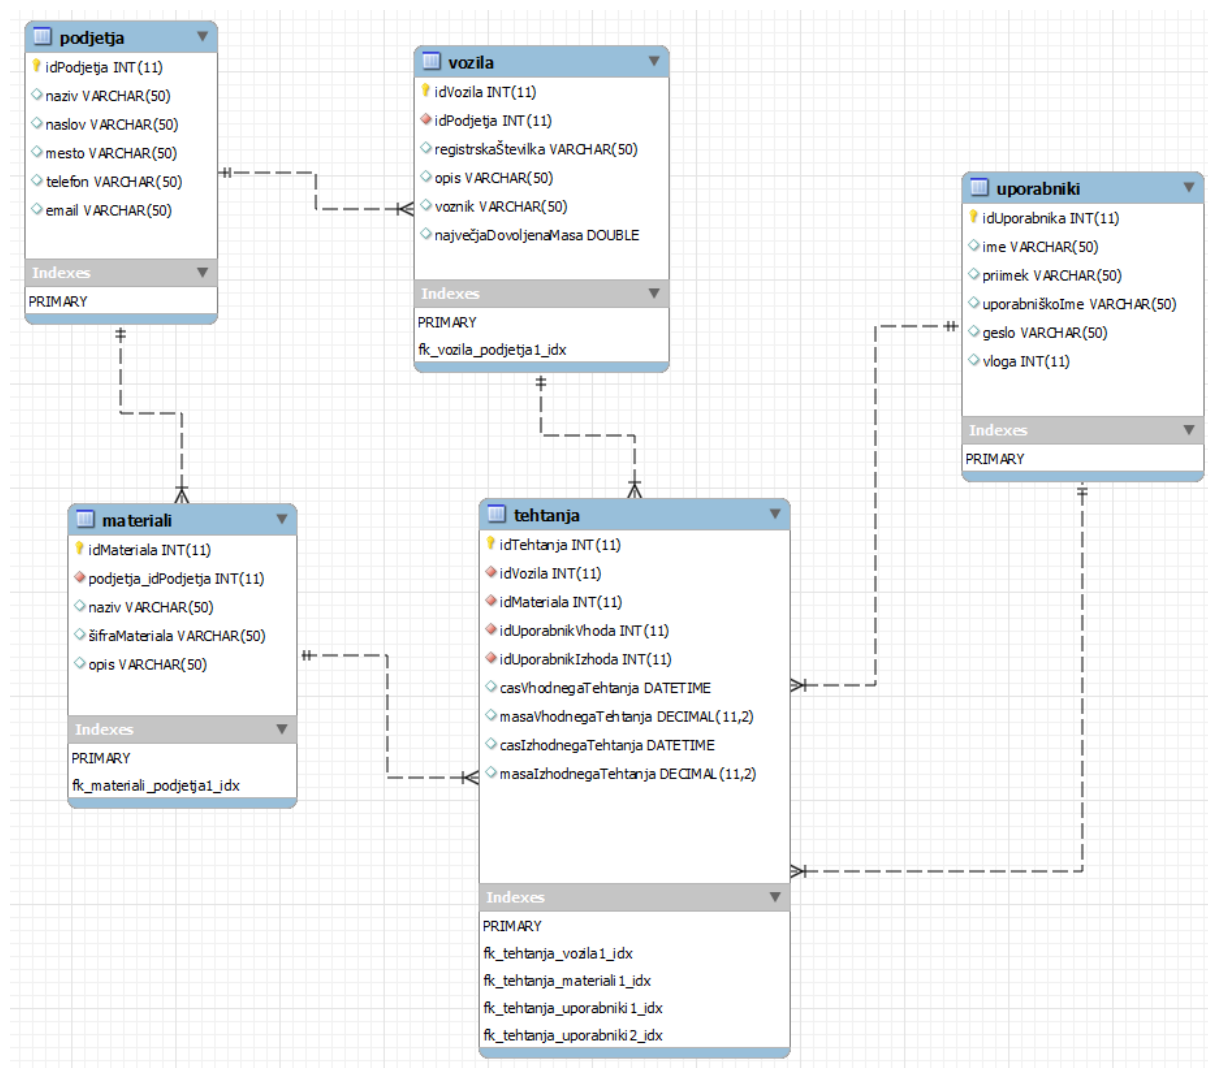 podjetja
idPodjetja INT(11)
naziv VARCHAR(50)
naslov VARCHAR(50)
mesto VARCHAR(50)
telefon VARCHAR(50)
email VARCHAR(50)
Indexes
PRIMARY
vozila
idVozila INT(11)
idPodjetja INT(11)
registrskaŠtevilka VARCHAR(50)
opis VARCHAR(50)
voznik VARCHAR(50)
največjaDovoljenaMasa DOUBLE
Indexes
PRIMARY
fk_vozila_podjetja1_idx
uporabniki
idUporabnika INT(11)
ime VARCHAR(50)
priimek VARCHAR(50)
uporabniškoIme VARCHAR(50)
geslo VARCHAR(50)
vloga INT(11)
Indexes
PRIMARY
materiali
idMateriala INT(11)
podjetja_idPodjetja INT(11)
naziv VARCHAR(50)
šifraMateriala VARCHAR(50)
opis VARCHAR(50)
Indexes
PRIMARY
fk_materiali_podjetja1_idx
tehtanja
idTehtanja INT(11)
idVozila INT(11)
idMateriala INT(11)
idUporabnikVhoda INT(11)
idUporabnikIzhoda INT(11)
casVhodnegaTehtanja DATETIME
masaVhodnegaTehtanja DECIMAL(11,2)
casIzhodnegaTehtanja DATETIME
masaIzhodnegaTehtanja DECIMAL(11,2)
Indexes
PRIMARY
fk_tehtanja_vozila1_idx
fk_tehtanja_materiali1_idx
fk_tehtanja_uporabniki1_idx
fk_tehtanja_uporabniki2_idx